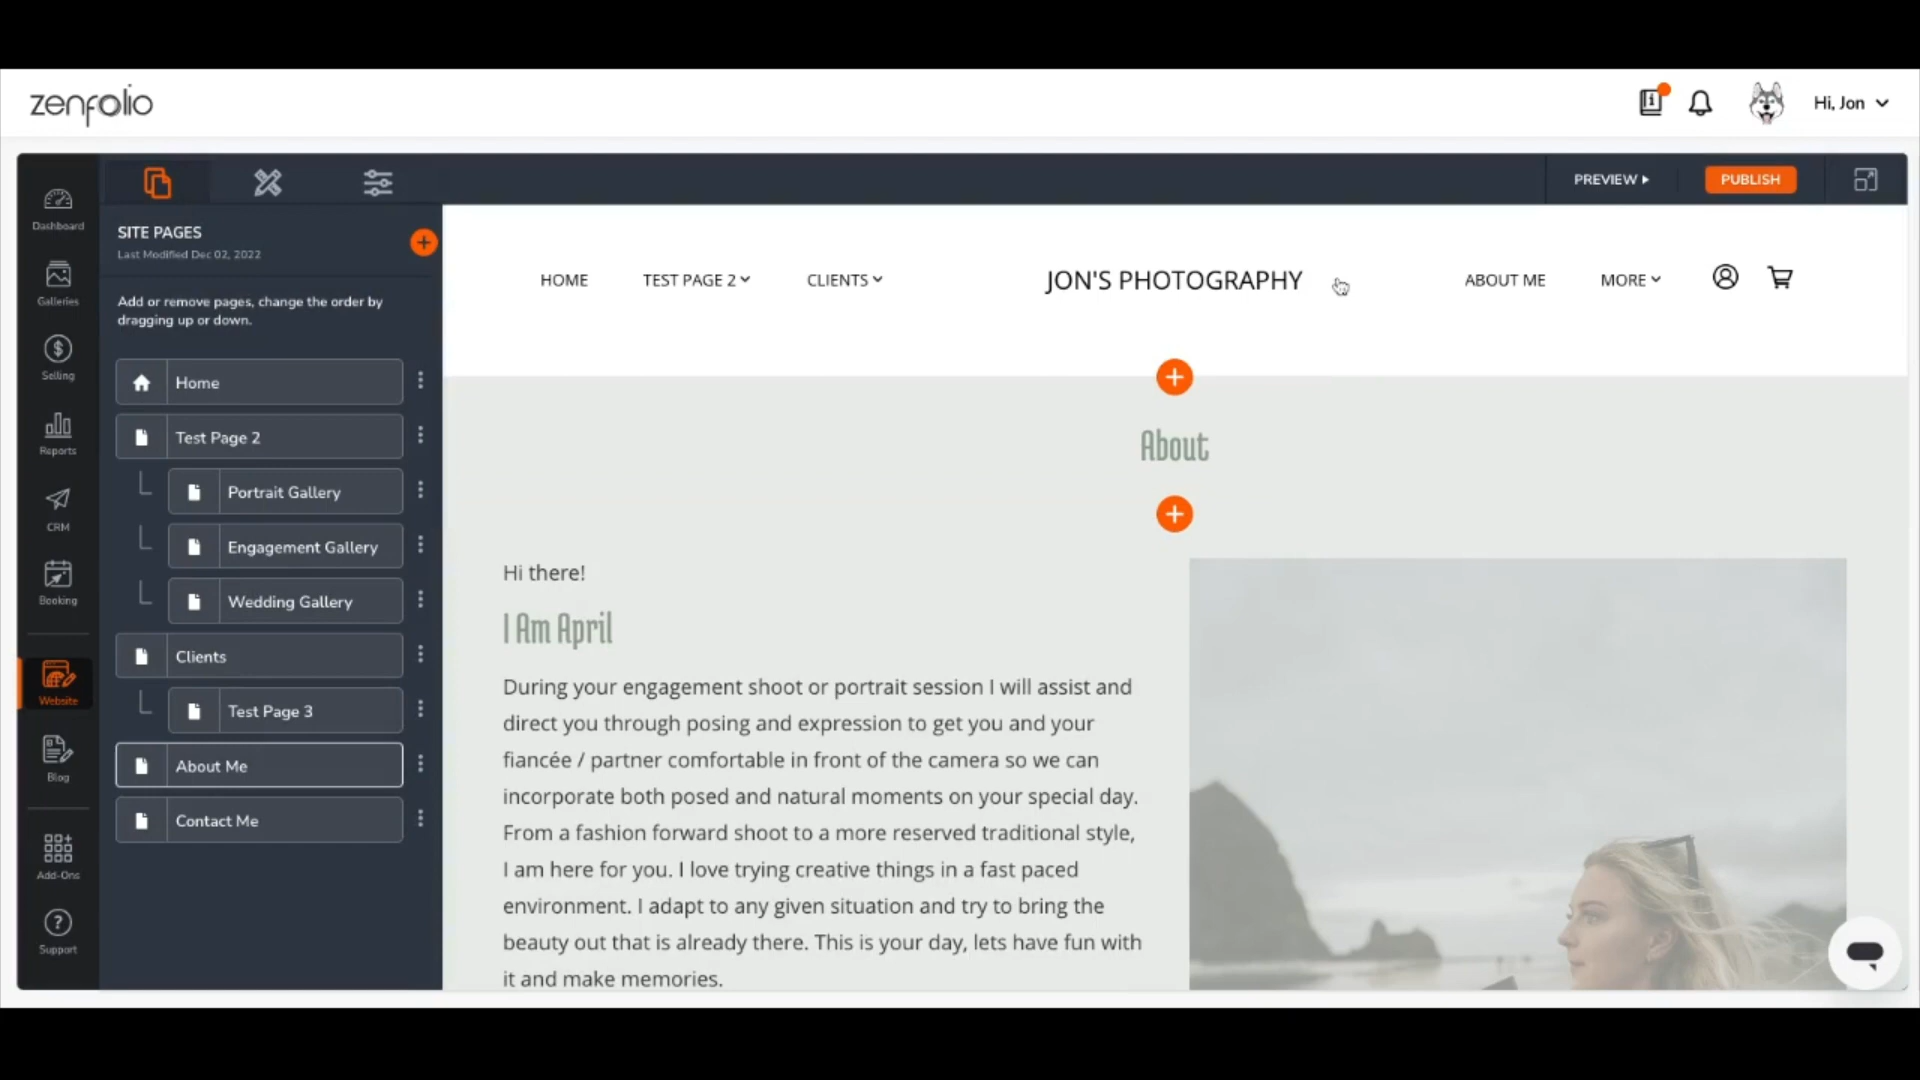 zenfolio
Hi, Jon
Dashboard
Galleries
Selling
Reports
CRM
Booking
Website
Blog
Add-Ons
Support
SITE PAGES
Last Modified Dec 02, 2022
Add or remove pages, change the order by
dragging up or down.
Home
Test Page 2
Portrait Gallery
Engagement Gallery
Wedding Gallery
Clients
Test Page 3
About Me
Contact Me
PREVIEW
PUBLISH
HOME
TEST PAGE 2
CLIENTS
JON'S PHOTOGRAPHY
ABOUT ME
MORE
About
Hi there!
I Am April
During your engagement shoot or portrait session I will assist and
direct you through posing and expression to get you and your
fiancée / partner comfortable in front of the camera so we can
incorporate both posed and natural moments on your special day.
From a fashion forward shoot to a more reserved traditional style,
I am here for you. I love trying creative things in a fast paced
environment. I adapt to any given situation and try to bring the
beauty out that is already there. This is your day, lets have fun with
it and make memories.